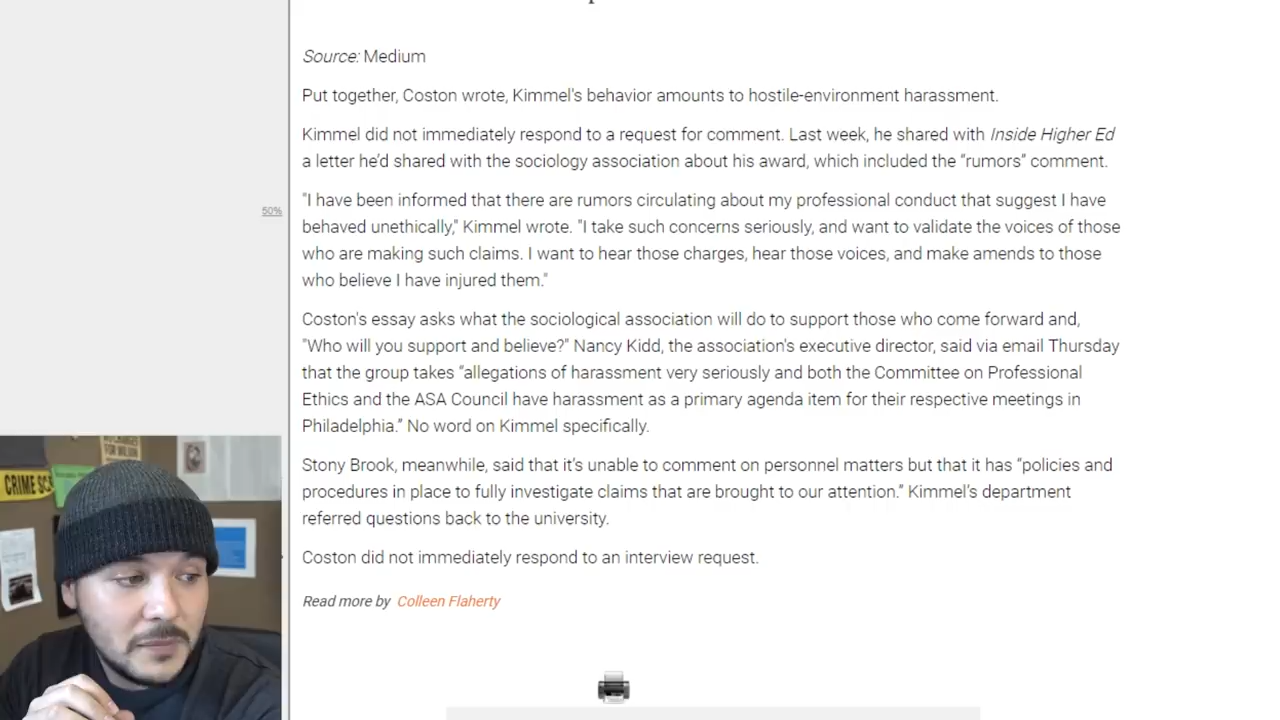 Source: Medium
Put together, Coston wrote, Kimmel's behavior amounts to hostile-environment harassment.
Kimmel did not immediately respond to a request for comment. Last week, he shared with Inside Higher Ed
a letter he'd shared with the sociology association about his award, which included the “rumors” comment.
"I have been informed that there are rumors circulating about my professional conduct that suggest I have
behaved unethically," Kimmel wrote. "I take such concerns seriously, and want to validate the voices of those
who are making such claims. I want to hear those charges, hear those voices, and make amends to those
who believe I have injured them."
50%
Coston's essay asks what the sociological association will do to support those who come forward and,
"Who will you support and believe?" Nancy Kidd, the association's executive director, said via email Thursday
that the group takes “allegations of harassment very seriously and both the Committee on Professional
Ethics and the ASA Council have harassment as a primary agenda item for their respective meetings in
Philadelphia.” No word on Kimmel specifically.
Stony Brook, meanwhile, said that it’s unable to comment on personnel matters but that it has “policies and
procedures in place to fully investigate claims that are brought to our attention.” Kimmel’s department
referred questions back to the university.
Coston did not immediately respond to an interview request.
Read more by Colleen Flaherty
CRIME SC
FOR WILSON